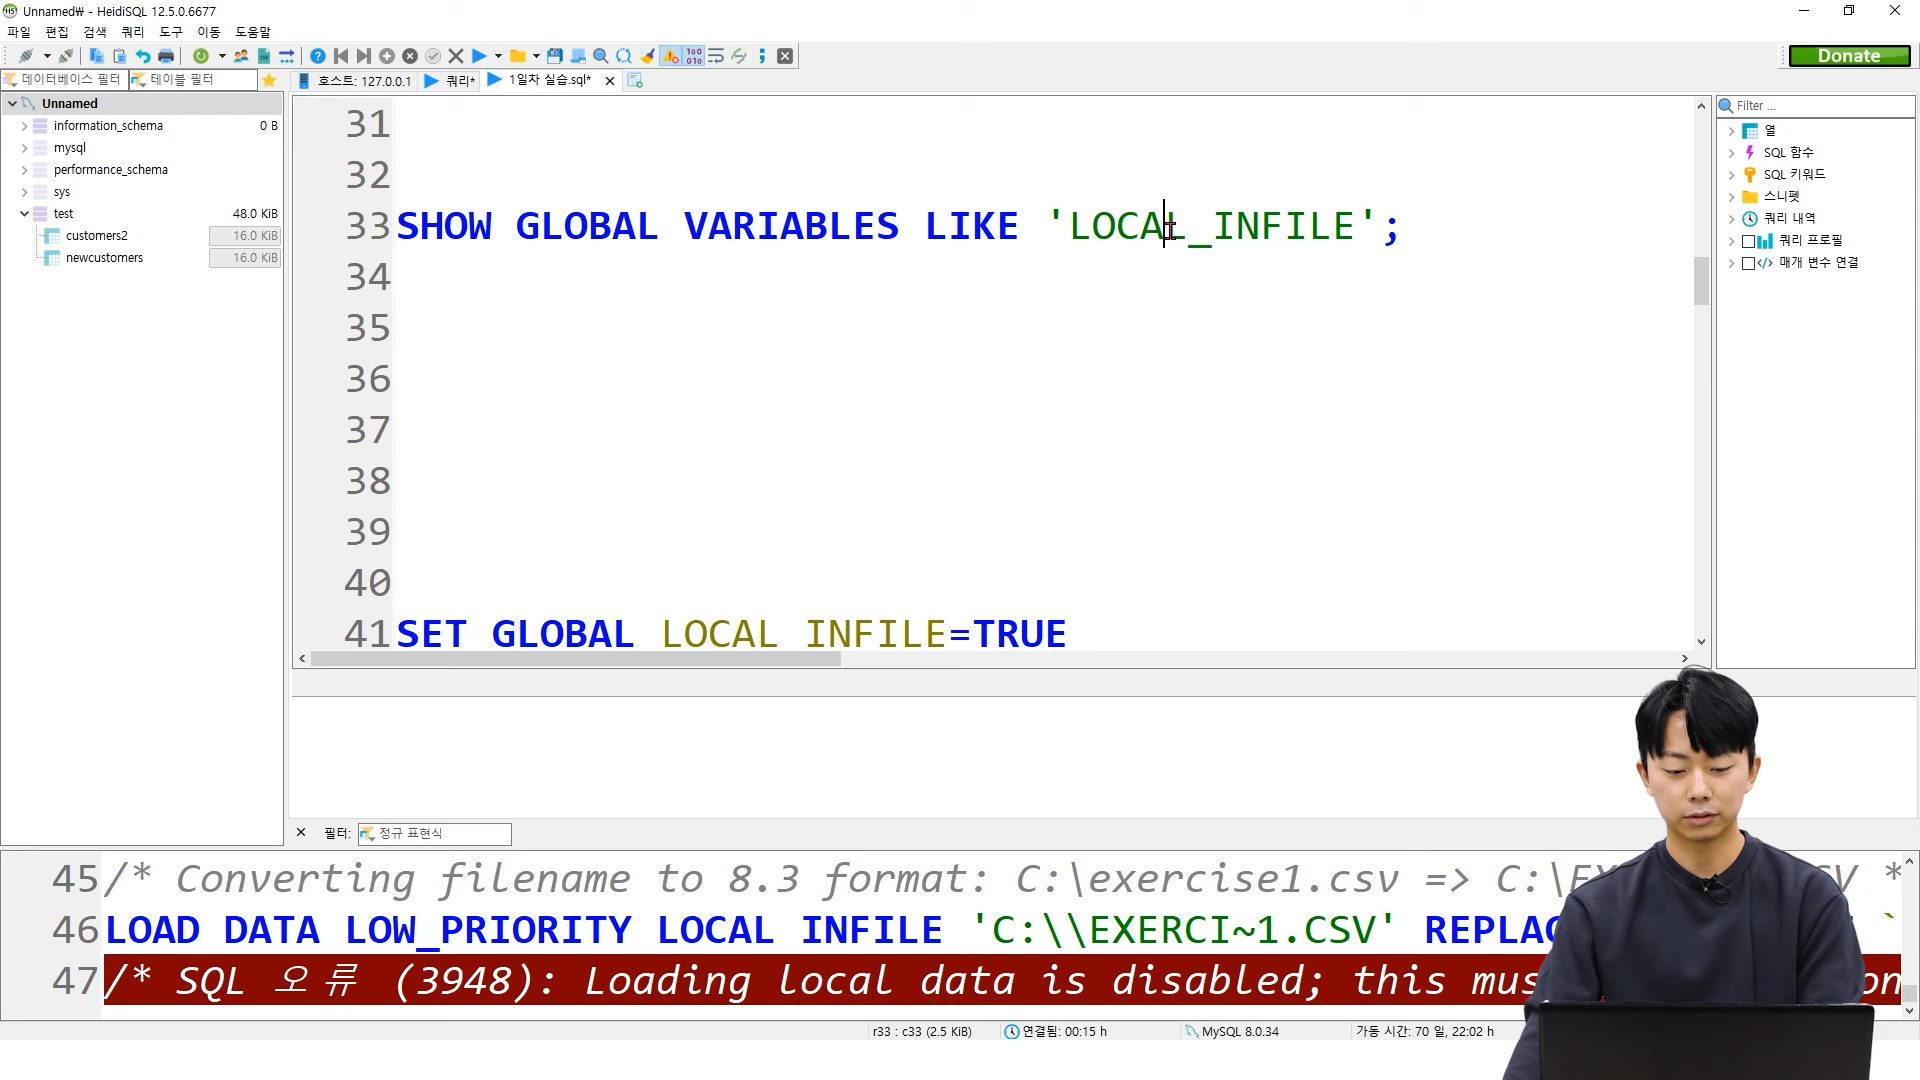 Unnamed₩ - HeidiSQL 12.5.0.6677
파일 편집 검색 쿼리 도구 이동 도움말
Donate
데이터베이스 필터 테이블 필터
호스트: 127.0.0.1 쿼리* 1일차 실습.sql*
Unnamed
information_schema 0 B
mysql
performance_schema
sys
test 48.0 KiB
customers2 16.0 KiB
newcustomers 16.0 KiB
31
32
33 SHOW GLOBAL VARIABLES LIKE 'LOCAL_INFILE';
34
35
36
37
38
39
40
41 SET GLOBAL LOCAL_INFILE=TRUE
Filter ...
열
SQL 함수
SQL 키워드
스니펫
쿼리 내역
쿼리 프로필
매개 변수 연결
필터: 정규 표현식
45 /* Converting filename to 8.3 format: C:\exercise1.csv => C:\EX CSV *
46 LOAD DATA LOW_PRIORITY LOCAL INFILE 'C:\\EXERCI~1.CSV' REPLAC `
47 /* SQL 오류 (3948): Loading local data is disabled; this mus on
r33 : c33 (2.5 KiB) 연결됨: 00:15 h MySQL 8.0.34 가동 시간: 70 일, 22:02 h